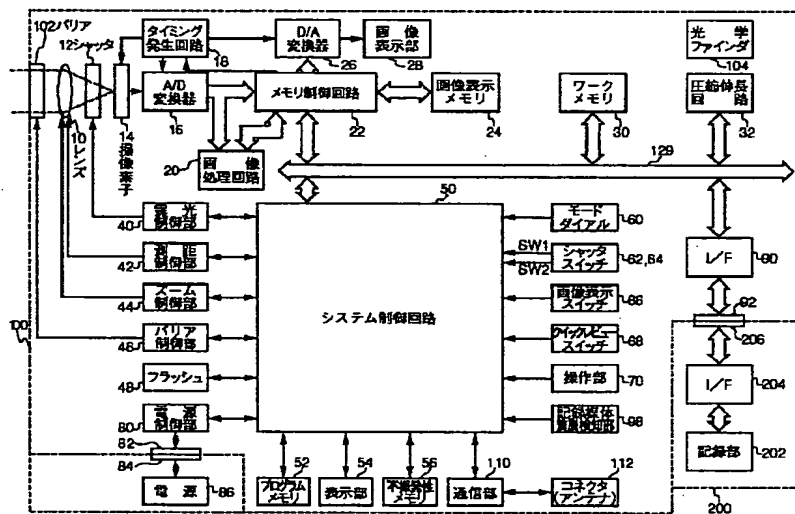 102バリア
12シャッタ
タイミング
発生回路
18
D/A
変換器
26
画像
表示部
28
光学
ファインダ
104
A/D
変換器
16
メモリ制御回路
22
画像表示
メモリ
24
ワーク
メモリ
30
圧縮伸長
回路
32
10レンズ
14撮像素子
20
画像
処理回路
129
50
システム制御回路
露光
制御部
40
測距
制御部
42
ズーム
制御部
44
バリア
制御部
46
フラッシュ
48
電源
制御部
80
82
84
電源
86
100
モード
ダイアル
60
SW1
SW2
シャッタ
スイッチ
62,64
画像表示
スイッチ
66
クイックレビュー
スイッチ
68
操作部
70
記録媒体
着脱検知部
98
I/F
90
92
206
I/F
204
記録部
202
200
プログラム
メモリ
52
表示部
54
不揮発性
メモリ
56
通信部
110
コネクタ
(アンテナ)
112